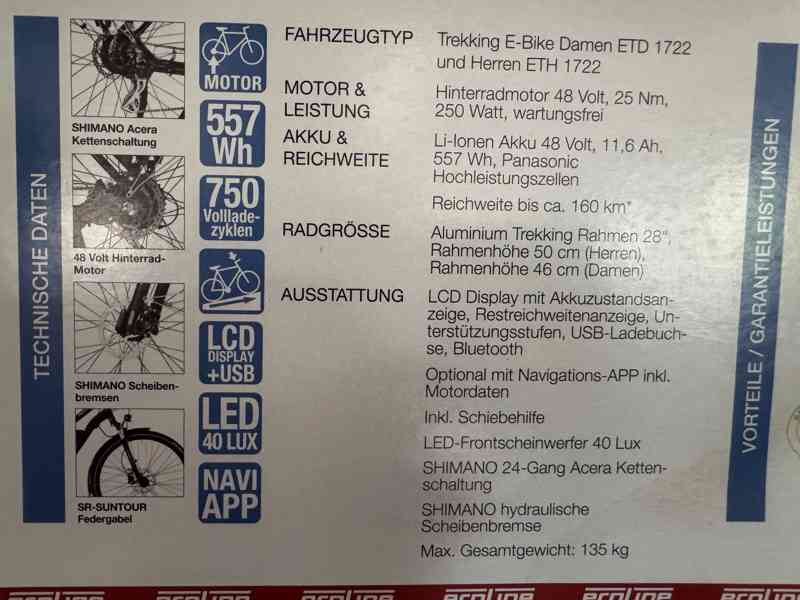 TECHNISCHE DATEN
SHIMANO Acera
Kettenschaltung
48 Volt Hinterrad-
Motor
SHIMANO Scheiben-
bremsen
SR-SUNTOUR
Federgabel
MOTOR
557
Wh
750
Vollade-
zyklen
LCD
DISPLAY
+USB
LED
40 LUX
NAVI
APP
FAHRZEUGTYP
Trekking E-Bike Damen ETD 1722
und Herren ETH 1722
MOTOR &
LEISTUNG
Hinterradmotor 48 Volt, 25 Nm,
250 Watt, wartungsfrei
AKKU &
REICHWEITE
Li-Ionen Akku 48 Volt, 11,6 Ah,
557 Wh, Panasonic
Hochleistungszellen
Reichweite bis ca. 160 km*
RADGRÖSSE
Aluminium Trekking Rahmen 28“,
Rahmenhöhe 50 cm (Herren),
Rahmenhöhe 46 cm (Damen)
AUSSTATTUNG
LCD Display mit Akkuzustandsan-
zeige, Restreichweitenanzeige, Un-
terstützungsstufen, USB-Ladebuch-
se, Bluetooth
Optional mit Navigations-APP inkl.
Motordaten
Inkl. Schiebehilfe
LED-Frontscheinwerfer 40 Lux
SHIMANO 24-Gang Acera Ketten-
schaltung
SHIMANO hydraulische
Scheibenbremse
Max. Gesamtgewicht: 135 kg
VORTEILE / GARANTIELEISTUNGEN